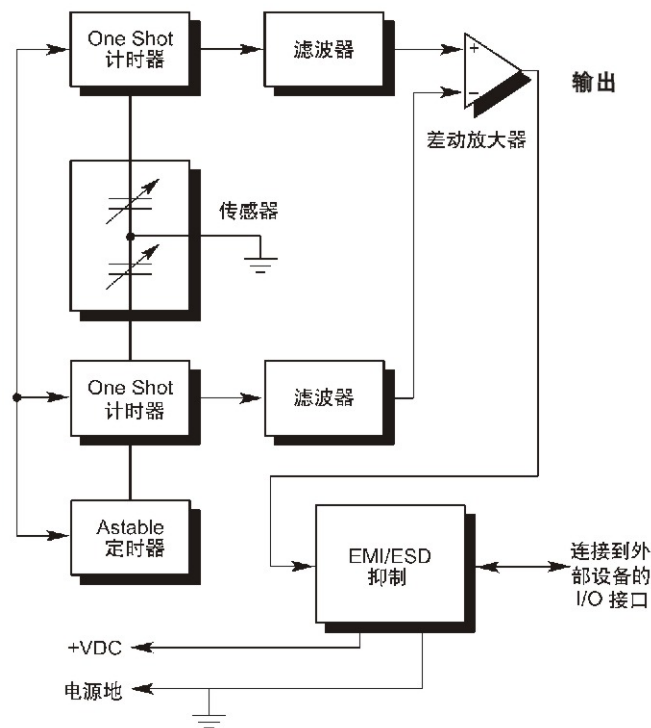 One Shot
计时器
滤波器
+
−
输出
差动放大器
传感器
One Shot
计时器
滤波器
Astable
定时器
EMI/ESD
抑制
连接到外
部设备的
I/O 接口
+VDC
电源地